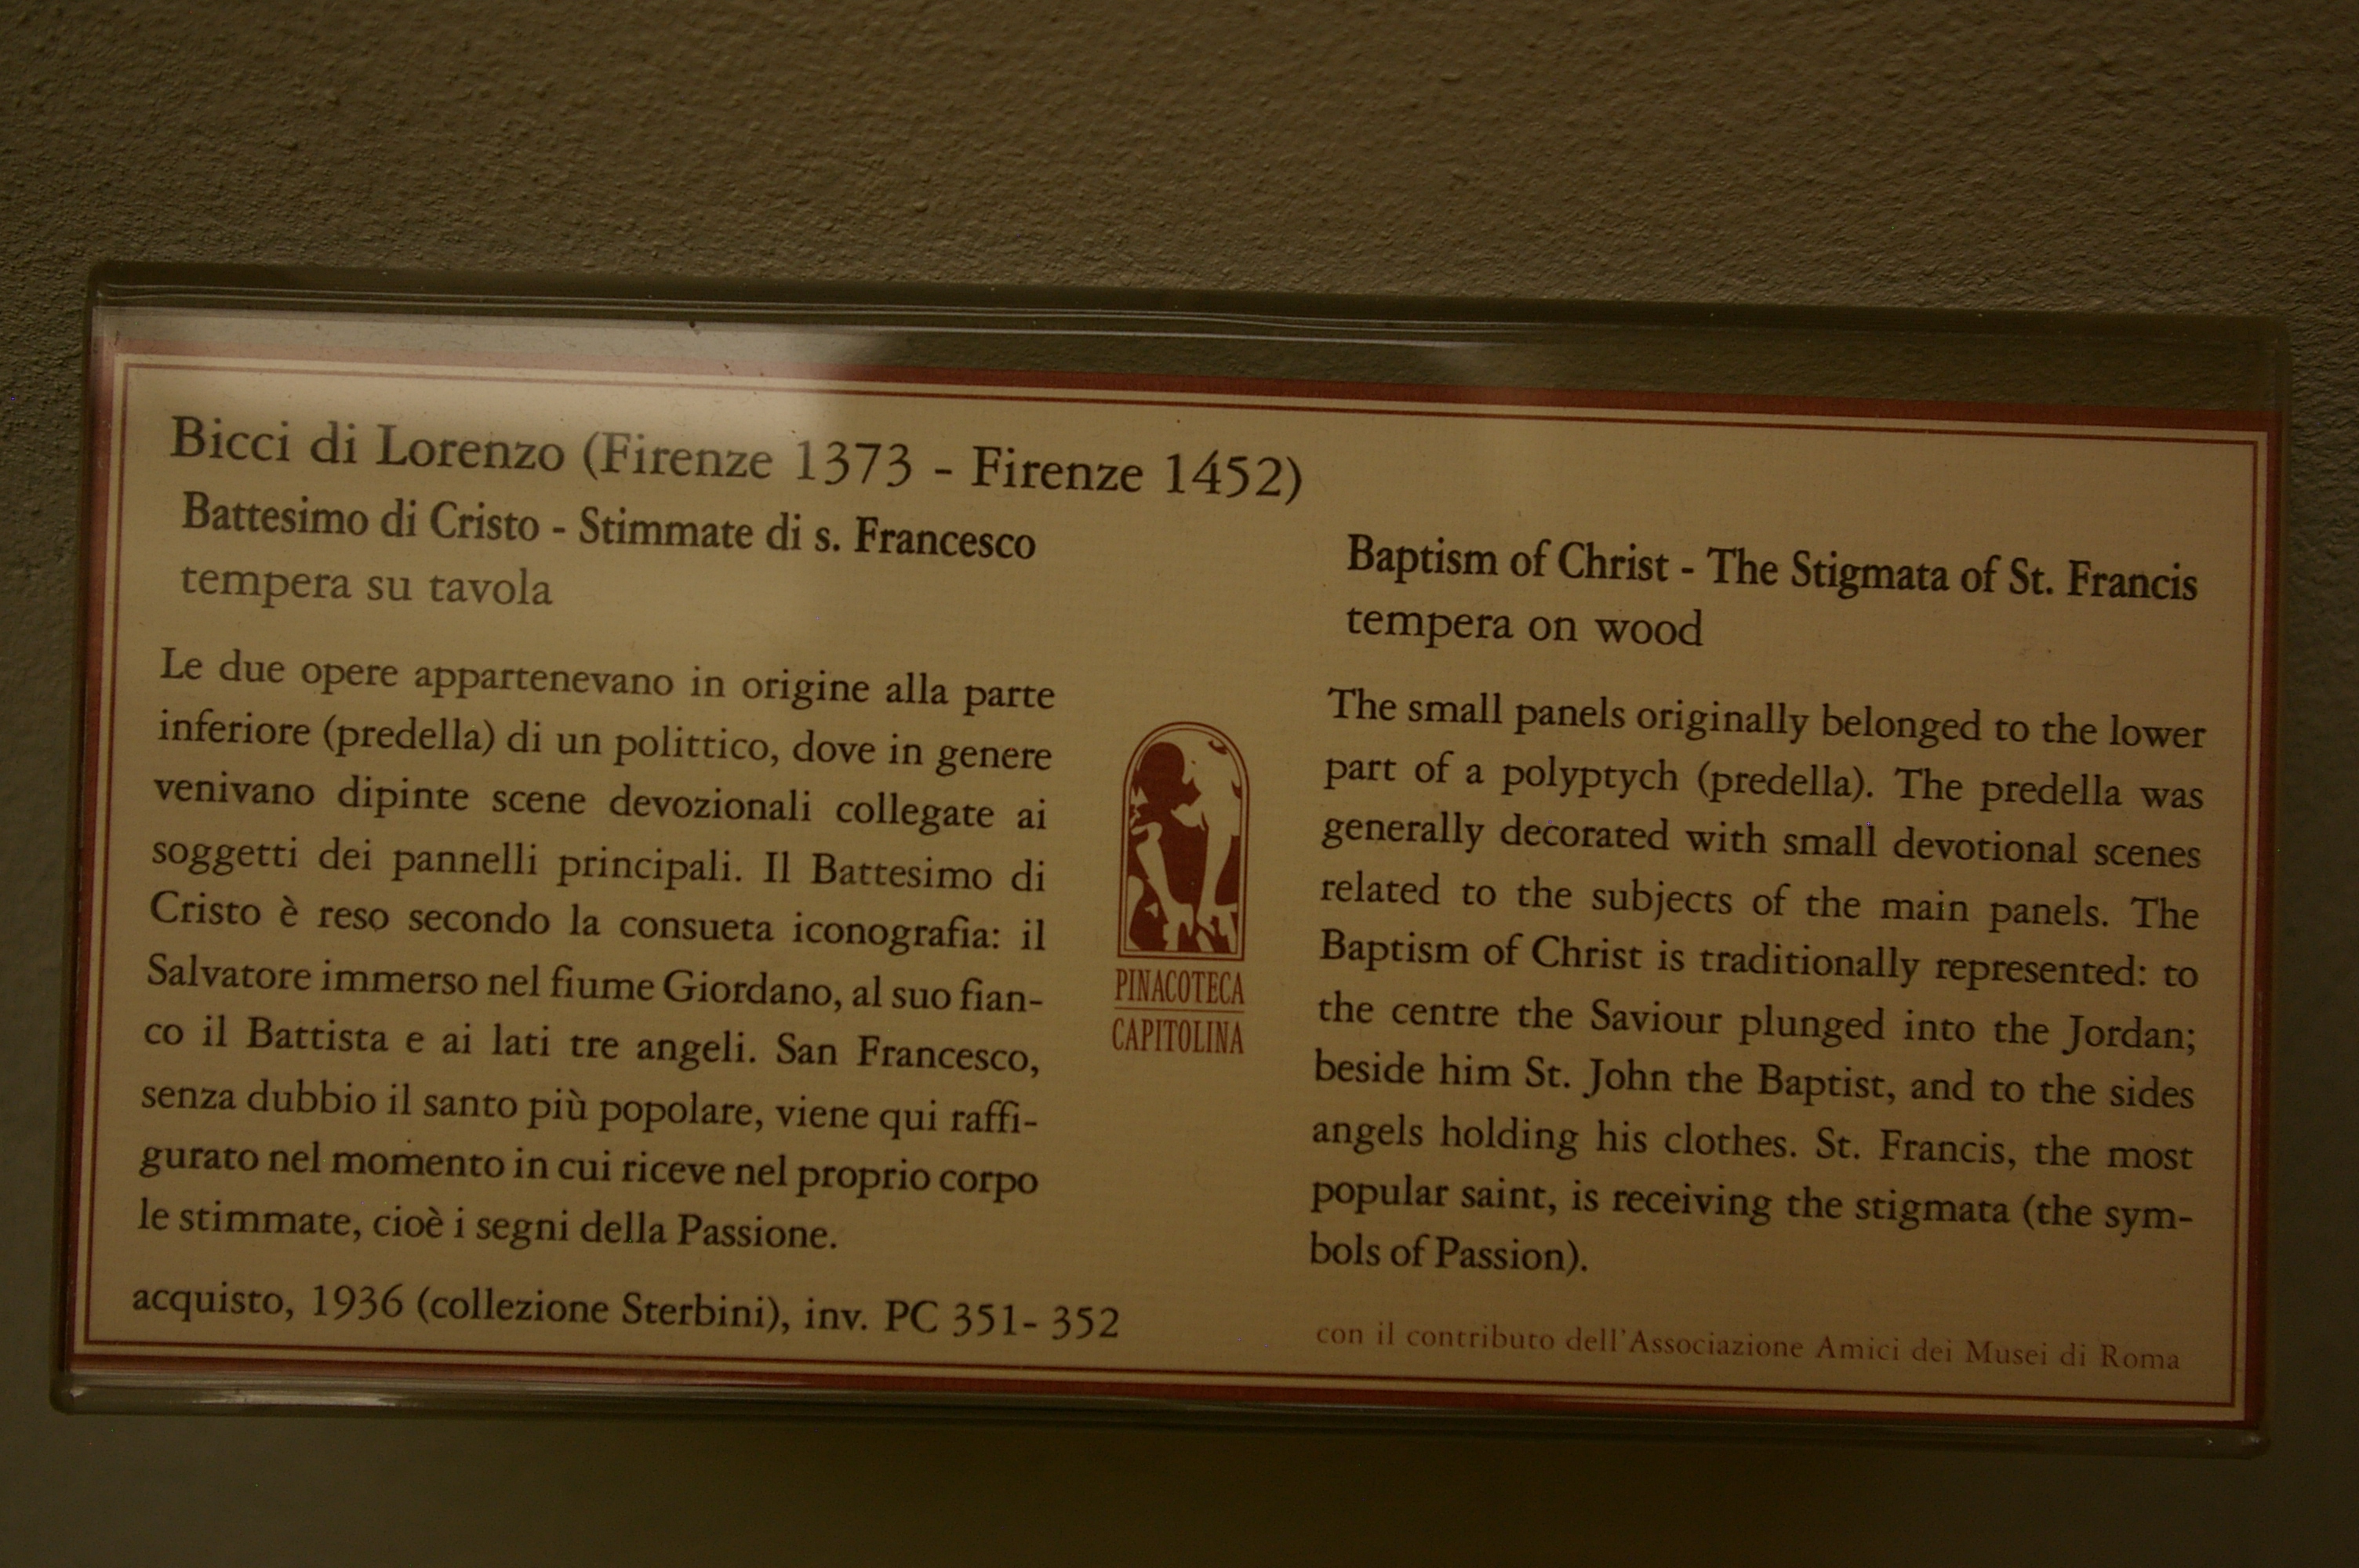 Bicci di Lorenzo (Firenze 1373 - Firenze 1452)
Battesimo di Cristo - Stimmate di s. Francesco
tempera su tavola
Le due opere appartenevano in origine alla parte
inferiore (predella) di un polittico, dove in genere
venivano dipinte scene devozionali collegate ai
soggetti dei pannelli principali. Il Battesimo di
Cristo è reso secondo la consueta iconografia: il
Salvatore immerso nel fiume Giordano, al suo fian-
co il Battista e ai lati tre angeli. San Francesco,
senza dubbio il santo più popolare, viene qui raffi-
gurato nel momento in cui riceve nel proprio corpo
le stimmate, cioè i segni della Passione.
acquisto, 1936 (collezione Sterbini), inv. PC 351- 352
PINACOTECA
CAPITOLINA
Baptism of Christ - The Stigmata of St. Francis
tempera on wood
The small panels originally belonged to the lower
part of a polyptych (predella). The predella was
generally decorated with small devotional scenes
related to the subjects of the main panels. The
Baptism of Christ is traditionally represented: to
the centre the Saviour plunged into the Jordan;
beside him St. John the Baptist, and to the sides
angels holding his clothes. St. Francis, the most
popular saint, is receiving the stigmata (the sym-
bols of Passion).
con il contributo dell'Associazione Amici dei Musei di Roma